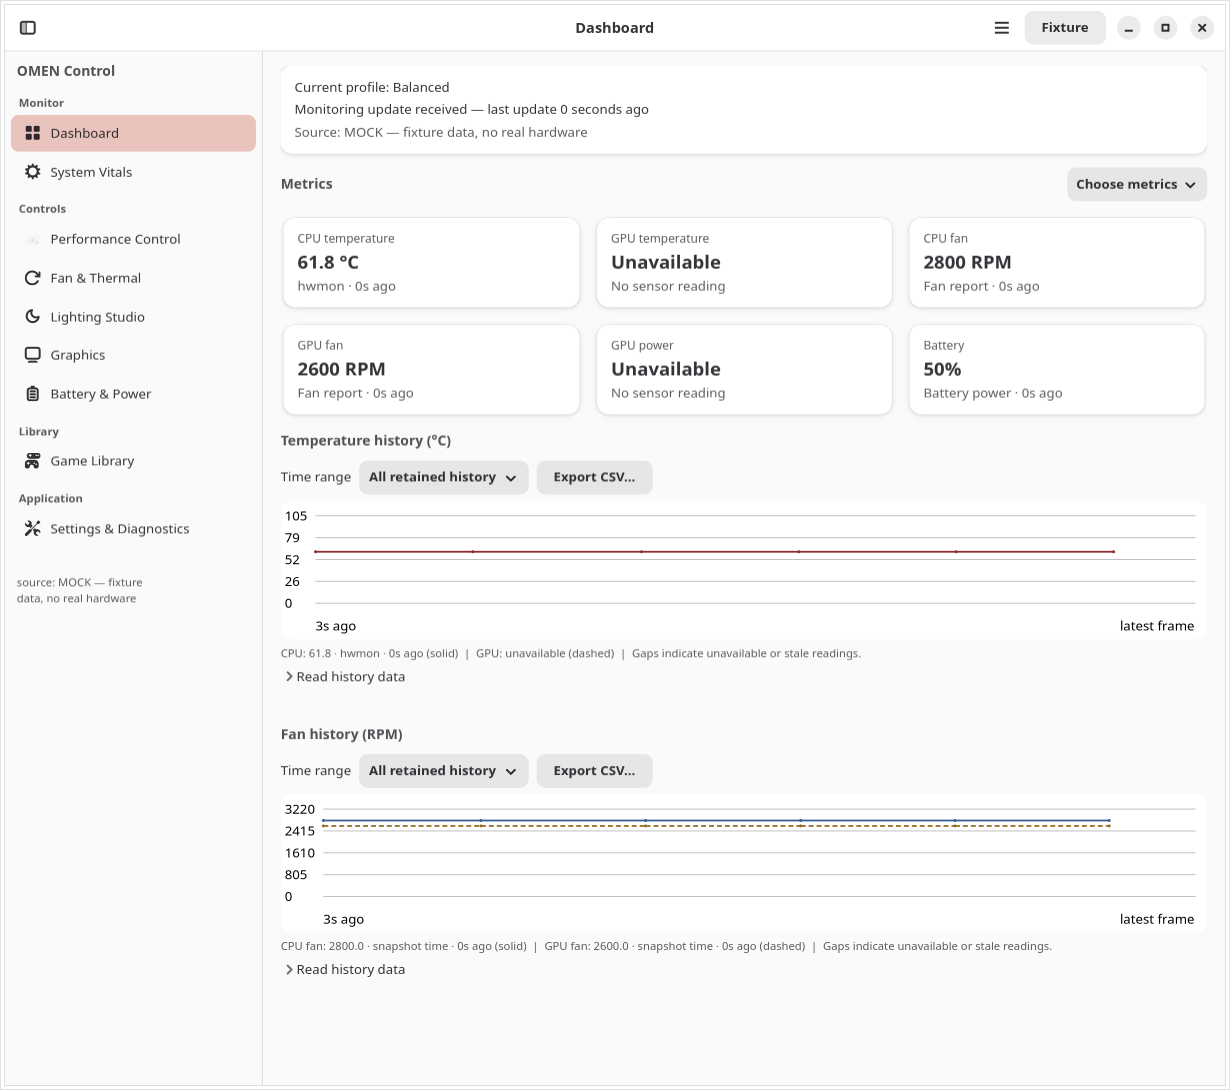 Dashboard
Fixture
OMEN Control
Monitor
Dashboard
System Vitals
Controls
Performance Control
Fan & Thermal
Lighting Studio
Graphics
Battery & Power
Library
Game Library
Application
Settings & Diagnostics
source: MOCK — fixture
data, no real hardware
Current profile: Balanced
Monitoring update received — last update 0 seconds ago
Source: MOCK — fixture data, no real hardware
Metrics
Choose metrics
CPU temperature
61.8 °C
hwmon · 0s ago
GPU temperature
Unavailable
No sensor reading
CPU fan
2800 RPM
Fan report · 0s ago
GPU fan
2600 RPM
Fan report · 0s ago
GPU power
Unavailable
No sensor reading
Battery
50%
Battery power · 0s ago
Temperature history (°C)
Time range All retained history Export CSV...
105
79
52
26
0
3s ago latest frame
CPU: 61.8 · hwmon · 0s ago (solid) | GPU: unavailable (dashed) | Gaps indicate unavailable or stale readings.
Read history data
Fan history (RPM)
Time range All retained history Export CSV...
3220
2415
1610
805
0
3s ago latest frame
CPU fan: 2800.0 · snapshot time · 0s ago (solid) | GPU fan: 2600.0 · snapshot time · 0s ago (dashed) | Gaps indicate unavailable or stale readings.
Read history data